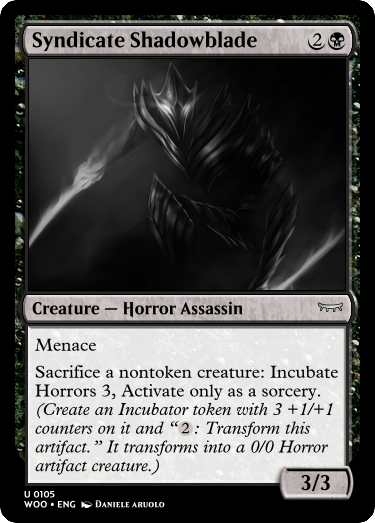 Syndicate Shadowblade 2
Creature — Horror Assassin
Menace
Sacrifice a nontoken creature: Incubate
Horrors 3, Activate only as a sorcery.
(Create an Incubator token with 3 +1/+1
counters on it and “2: Transform this
artifact.” It transforms into a 0/0 Horror
artifact creature.)
3/3
U 0105
WOO • ENG DANIELE ARUOLO